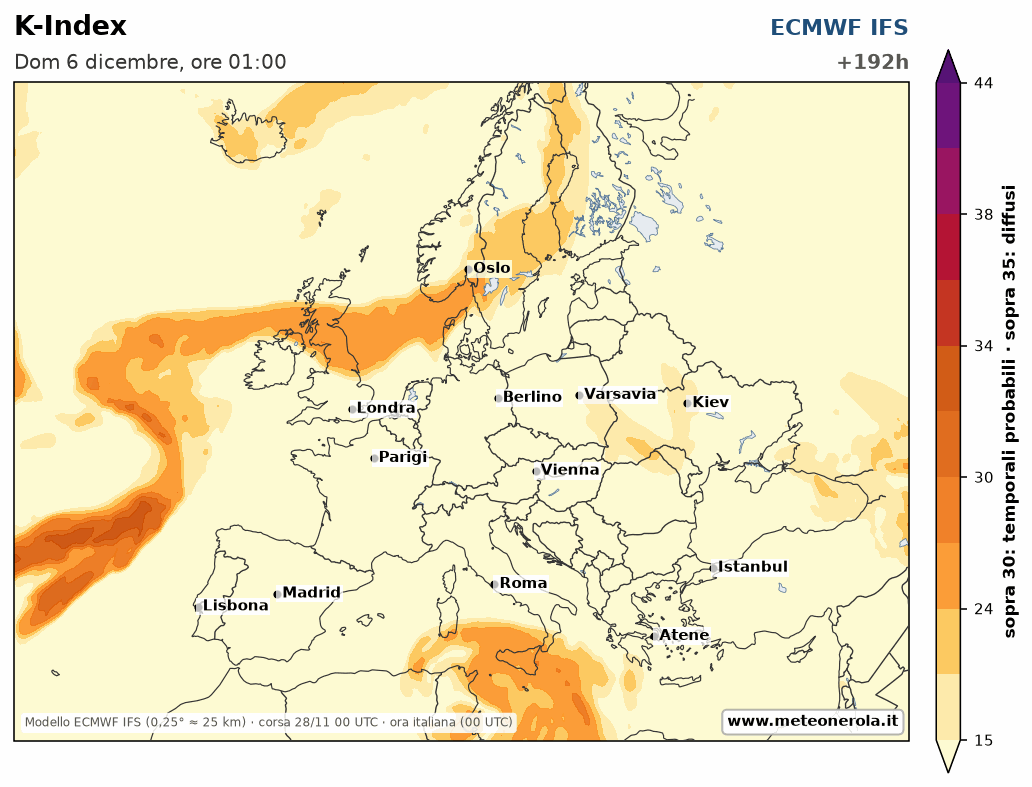 K-Index
ECMWF IFS
Dom 6 dicembre, ore 01:00
+192h
44
38
34
30
24
15
sopra 30: temporali probabili · sopra 35: diffusi
Oslo
Londra
Berlino
Varsavia
Kiev
Parigi
Vienna
Istanbul
Roma
Madrid
Lisbona
Atene
Modello ECMWF IFS (0,25° ≈ 25 km) · corsa 28/11 00 UTC · ora italiana (00 UTC)
www.meteonerola.it